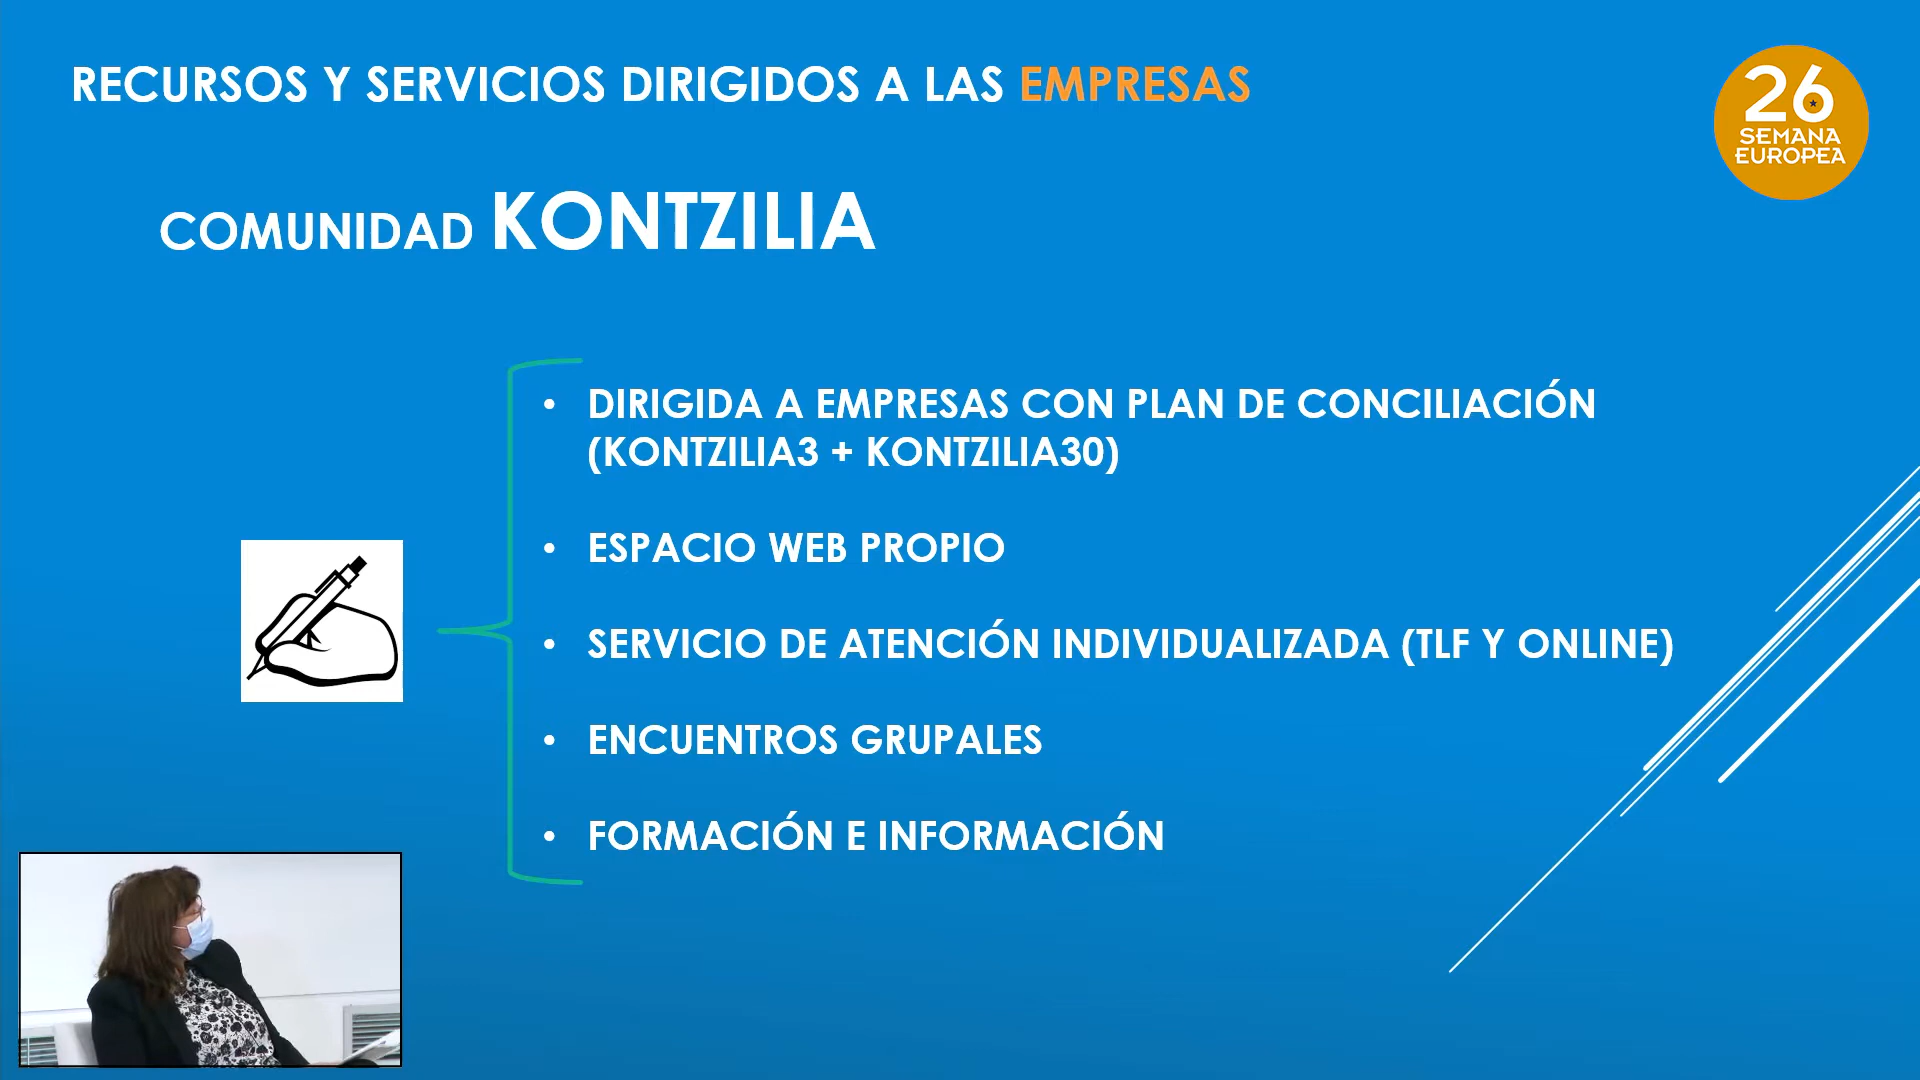 RECURSOS Y SERVICIOS DIRIGIDOS A LAS EMPRESAS
26
SEMANA
EUROPEA
COMUNIDAD KONTZILIA
• DIRIGIDA A EMPRESAS CON PLAN DE CONCILIACIÓN
(KONTZILIA3 + KONTZILIA30)
• ESPACIO WEB PROPIO
• SERVICIO DE ATENCIÓN INDIVIDUALIZADA (TLF Y ONLINE)
• ENCUENTROS GRUPALES
• FORMACIÓN E INFORMACIÓN